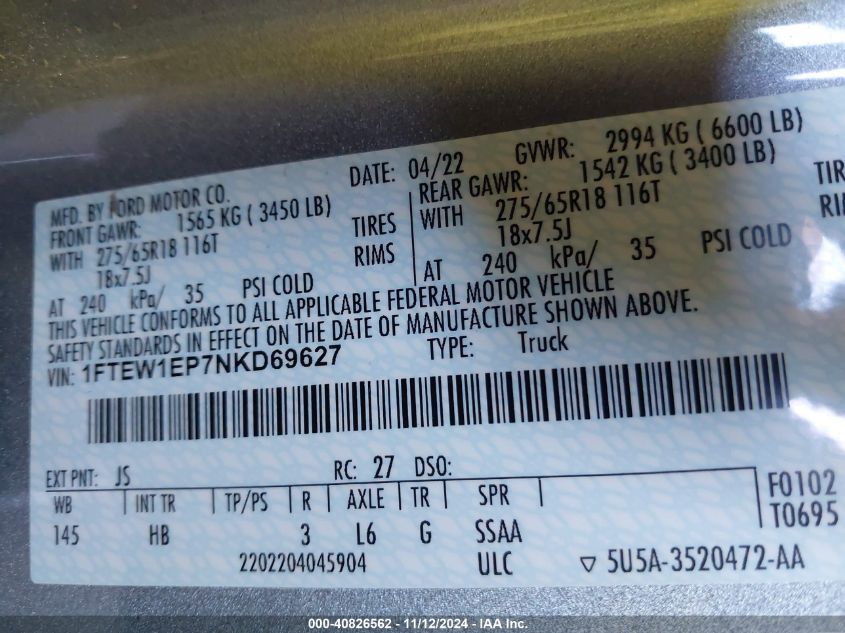 MFD. BY FORD MOTOR CO. DATE: 04/22 GVWR: 2994 KG ( 6600 LB)
FRONT GAWR: 1565 KG ( 3450 LB) REAR GAWR: 1542 KG ( 3400 LB)
WITH 275/65R18 116T TIRES WITH 275/65R18 116T
18x7.5J RIMS 18x7.5J
AT 240 kPa/ 35 PSI COLD AT 240 kPa/ 35 PSI COLD
THIS VEHICLE CONFORMS TO ALL APPLICABLE FEDERAL MOTOR VEHICLE
SAFETY STANDARDS IN EFFECT ON THE DATE OF MANUFACTURE SHOWN ABOVE.
VIN: 1FTEW1EP7NKD69627 TYPE: Truck
EXT PNT: JS RC: 27 DSO:
WB INT TR TP/PS R AXLE TR SPR F0102
145 HB 3 L6 G SSAA T0695
2202204045904 ULC ▽ 5U5A-3520472-AA
000-40826562 - 11/12/2024 - IAA Inc.